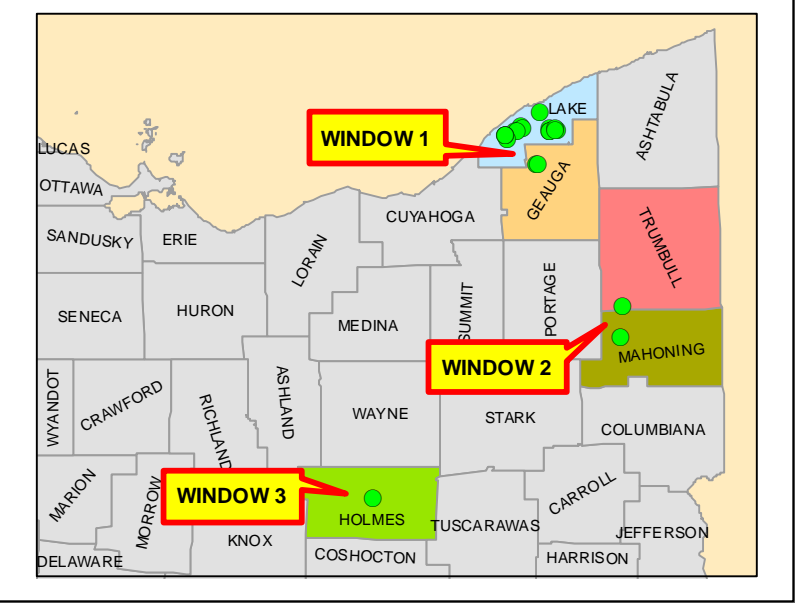 LAKE
ASHTABULA
WINDOW 1
LUCAS
OTTAWA
GEAUGA
CUYAHOGA
TRUMBULL
SANDUSKY
ERIE
LORAIN
SENECA
HURON
MEDINA
SUMMIT
PORTAGE
WINDOW 2
MAHONING
WYANDOT
CRAWFORD
RICHLAND
ASHLAND
WAYNE
STARK
COLUMBIANA
MARION
MORROW
WINDOW 3
HOLMES
TUSCARAWAS
CARROLL
JEFFERSON
KNOX
DELAWARE
COSHOCTON
HARRISON